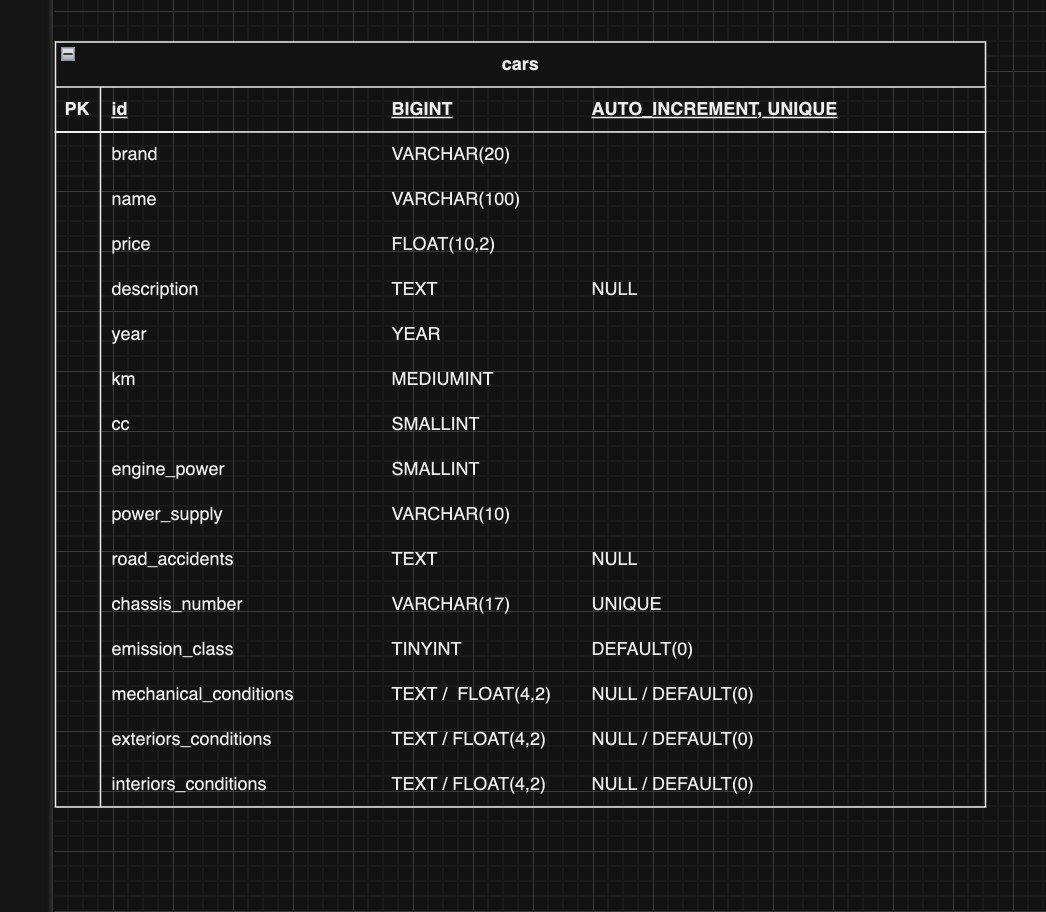 cars
PK id BIGINT AUTO_INCREMENT, UNIQUE
brand VARCHAR(20)
name VARCHAR(100)
price FLOAT(10,2)
description TEXT NULL
year YEAR
km MEDIUMINT
cc SMALLINT
engine_power SMALLINT
power_supply VARCHAR(10)
road_accidents TEXT NULL
chassis_number VARCHAR(17) UNIQUE
emission_class TINYINT DEFAULT(0)
mechanical_conditions TEXT / FLOAT(4,2) NULL / DEFAULT(0)
exteriors_conditions TEXT / FLOAT(4,2) NULL / DEFAULT(0)
interiors_conditions TEXT / FLOAT(4,2) NULL / DEFAULT(0)